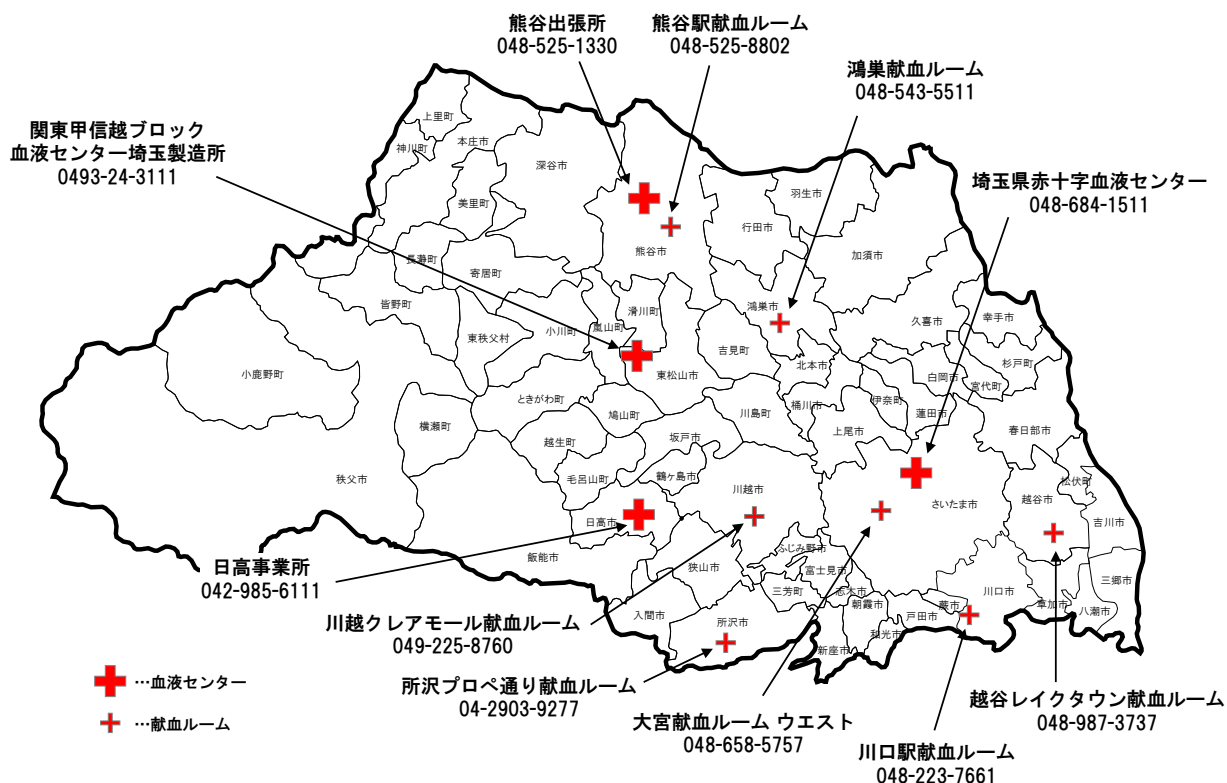 熊谷出張所
048-525-1330
熊谷駅献血ルーム
048-525-8802
鴻巣献血ルーム
048-543-5511
関東甲信越ブロック
血液センター埼玉製造所
0493-24-3111
埼玉県赤十字血液センター
048-684-1511
上里町
神川町
本庄市
深谷市
美里町
羽生市
行田市
熊谷市
加須市
長瀞町
寄居町
皆野町
滑川町
鴻巣市
久喜市
幸手市
東秩父村
小川町
嵐山町
吉見町
北本市
白岡市
杉戸町
宮代町
小鹿野町
東松山市
ときがわ町
鳩山町
川島町
桶川市
伊奈町
蓮田市
横瀬町
越生町
坂戸市
上尾市
春日部市
秩父市
毛呂山町
鶴ヶ島市
川越市
さいたま市
松伏町
越谷市
吉川市
日高市
飯能市
狭山市
ふじみ野市
富士見市
三芳町
志木市
朝霞市
川口市
三郷市
入間市
所沢市
新座市
和光市
戸田市
蕨市
草加市
八潮市
日高事業所
042-985-6111
川越クレアモール献血ルーム
049-225-8760
所沢プロペ通り献血ルーム
04-2903-9277
大宮献血ルーム ウエスト
048-658-5757
越谷レイクタウン献血ルーム
048-987-3737
川口駅献血ルーム
048-223-7661
…血液センター
…献血ルーム